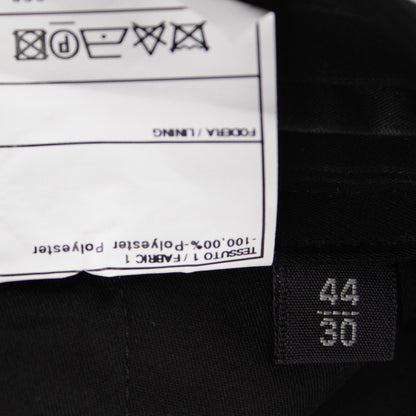 TESSUTO 1 / FABRIC 1
-100,00%-Polyester Polyester
FODERA / LINING
P
44
30